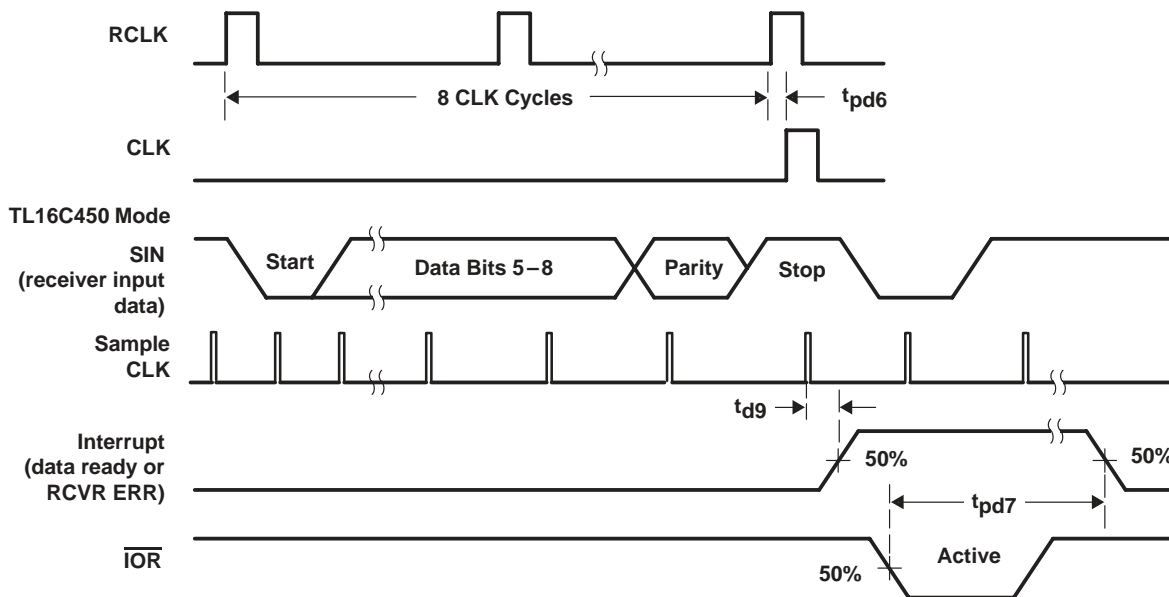 RCLK
8 CLK Cycles
tpd6
CLK
TL16C450 Mode
SIN
(receiver input
data)
Start
Data Bits 5–8
Parity
Stop
Sample
CLK
td9
Interrupt
(data ready or
RCVR ERR)
50%
50%
tpd7
IOR
50%
Active